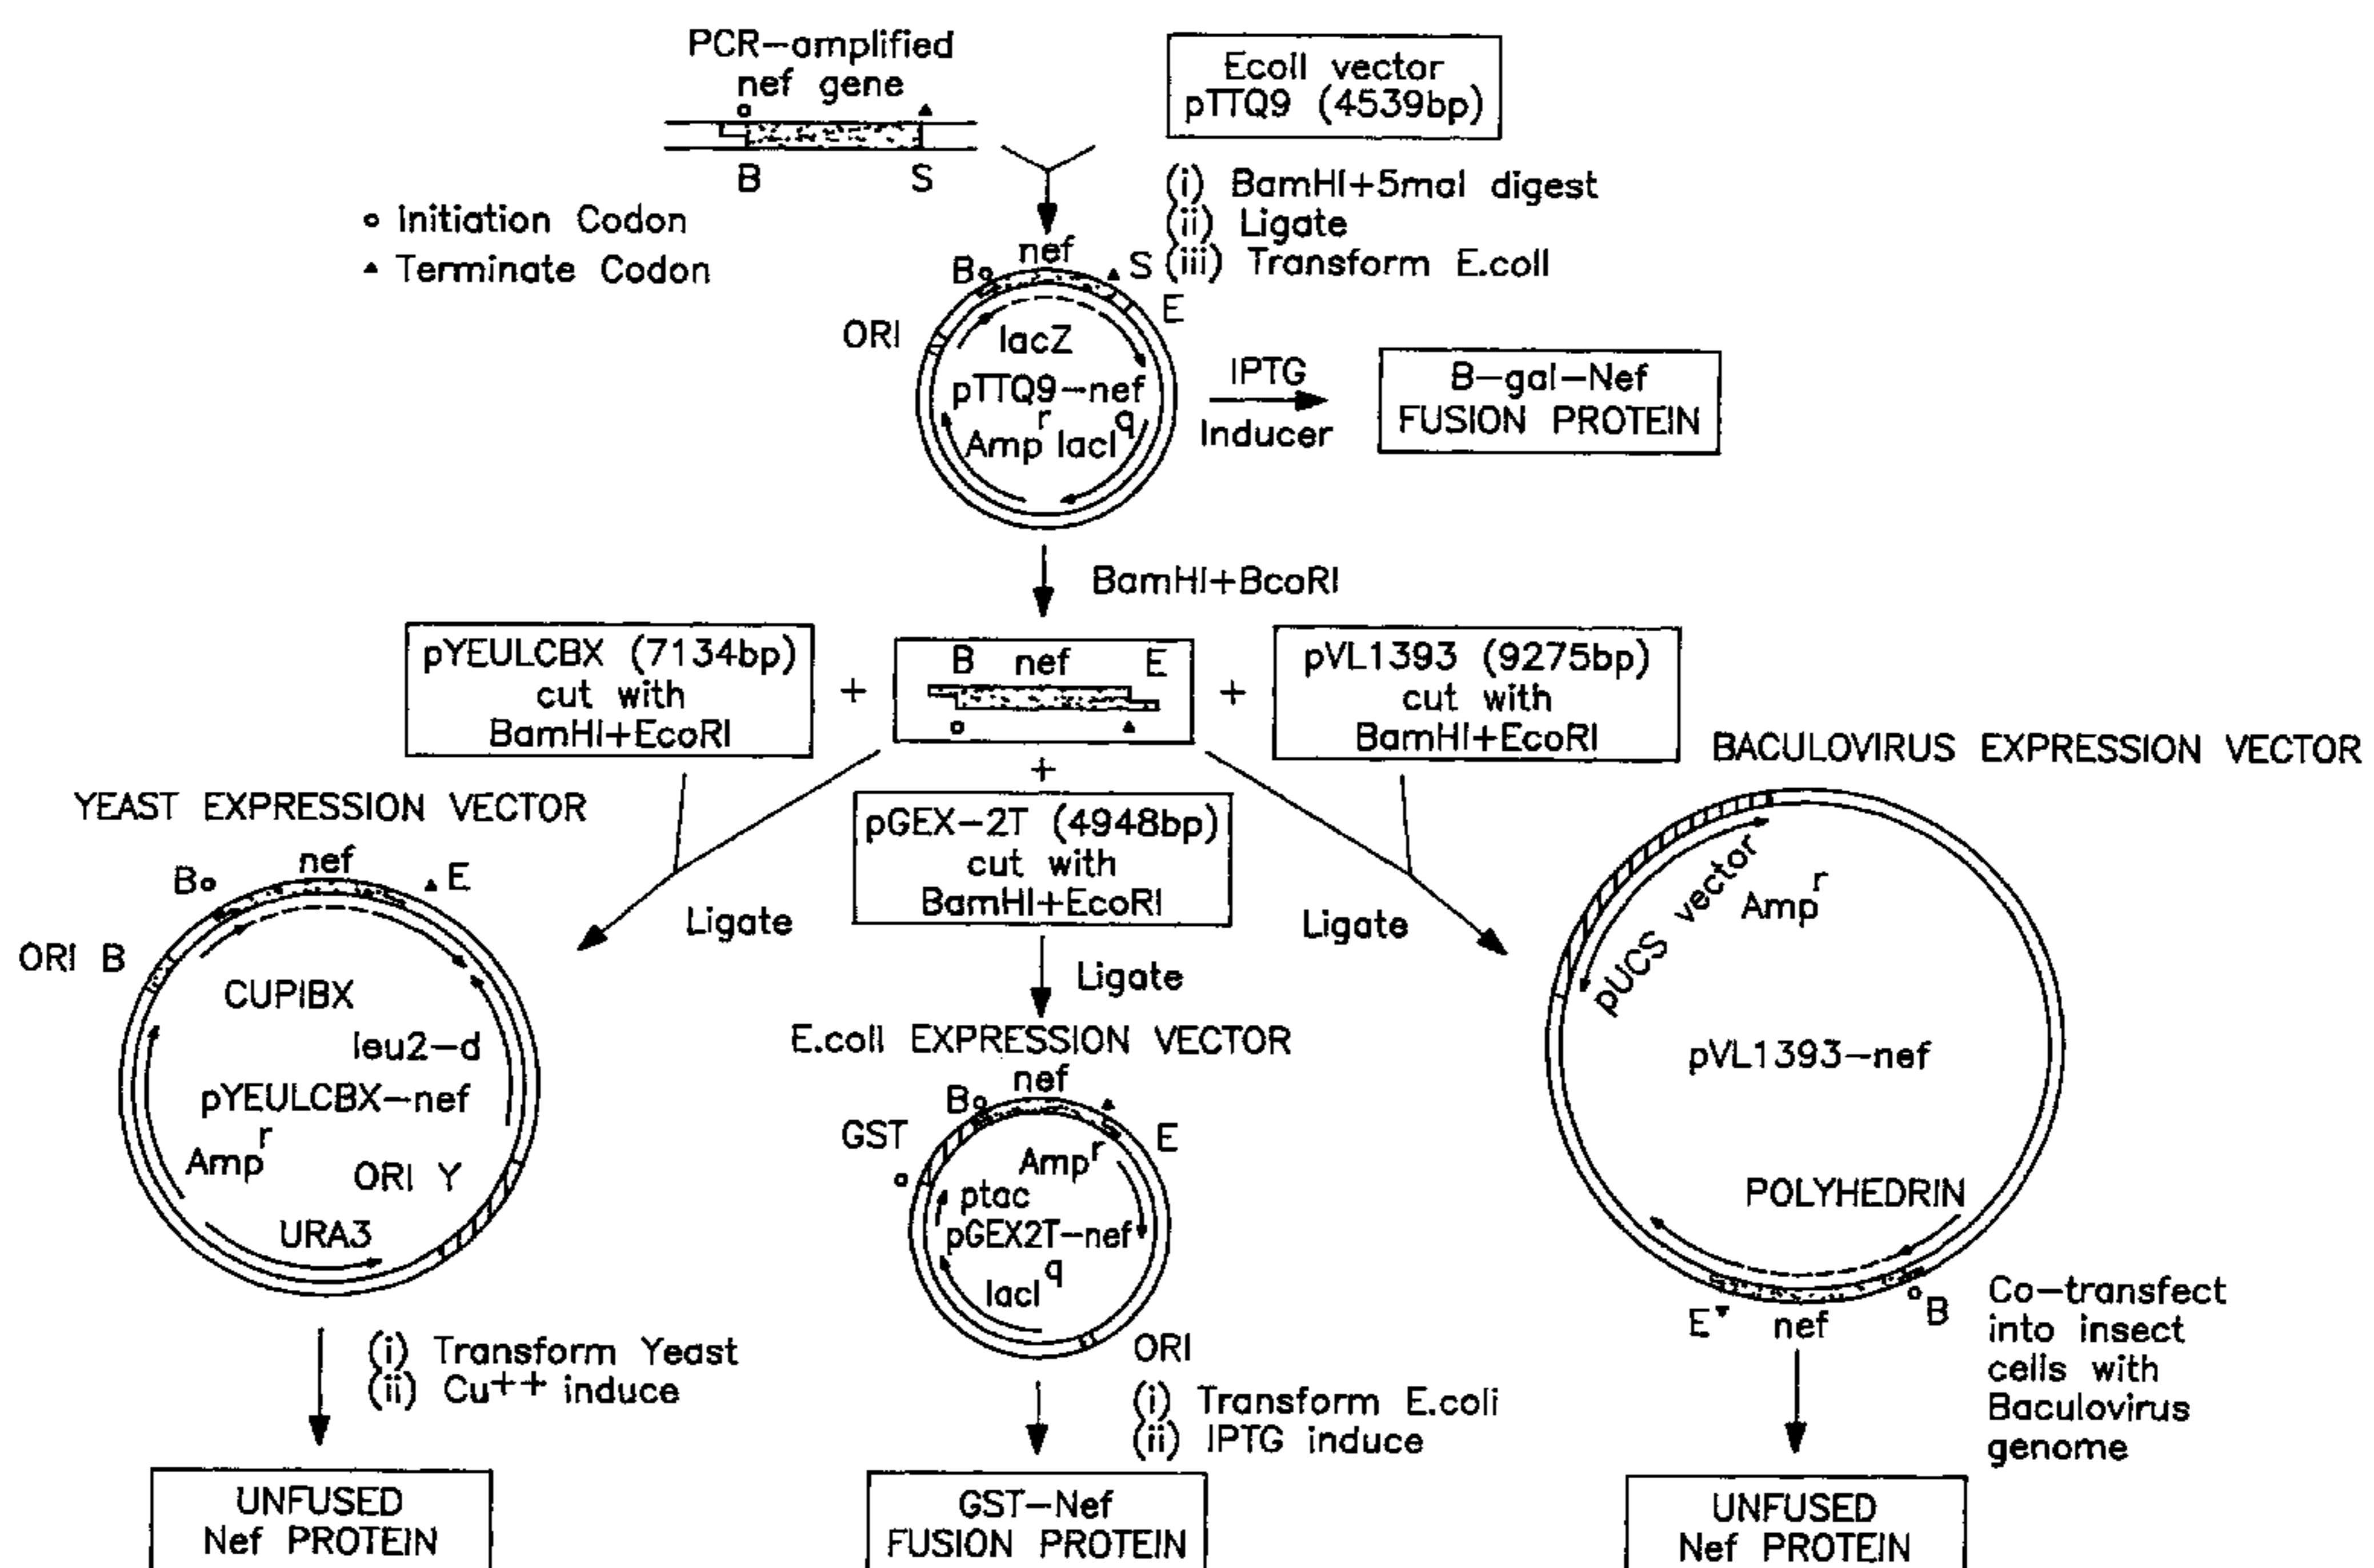 PCR-amplified
nef gene
B S
Ecoll vector
pTTQ9 (4539bp)
(i) BamHI+5mal digest
(ii) Ligate
(iii) Transform E.coll
Initiation Codon
Terminate Codon
nef
B S
E
ORI
lacZ
pTTQ9-nef
Amp r lacI q
IPTG
Inducer
B-gal-Nef
FUSION PROTEIN
BamHI+BcoRI
pYEULCBX (7134bp)
cut with
BamHI+EcoRI
+
B nef E
+
pVL1393 (9275bp)
cut with
BamHI+EcoRI
+
pGEX-2T (4948bp)
cut with
BamHI+EcoRI
Ligate
Ligate
Ligate
YEAST EXPRESSION VECTOR
nef
B E
ORI B
CUPIBX
leu2-d
pYEULCBX-nef
Amp r
ORI Y
URA3
(i) Transform Yeast
(ii) Cu++ induce
UNFUSED
Nef PROTEIN
E.coll EXPRESSION VECTOR
nef
B
GST
E
Amp r
ptac
pGEX2T-nef
lacI q
ORI
(i) Transform E.coli
(ii) IPTG induce
GST-Nef
FUSION PROTEIN
BACULOVIRUS EXPRESSION VECTOR
pUCS vector
Amp r
pVL1393-nef
POLYHEDRIN
E nef B
Co-transfect
into insect
cells with
Baculovirus
genome
UNFUSED
Nef PROTEIN